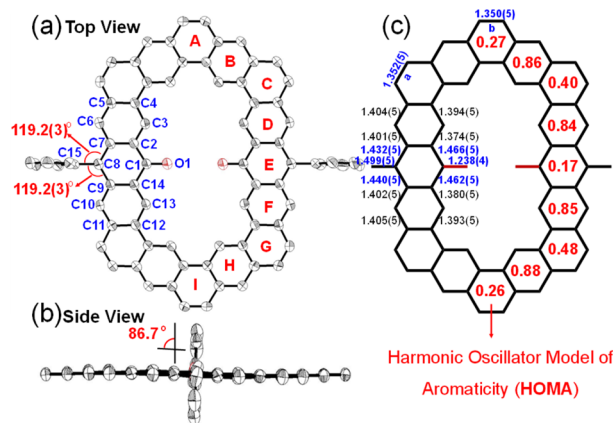 (a) Top View
A
B
C
D
E
F
G
H
I
C5 C4
C6 C3
C7 C2
119.2(3)°
C15
C8 C1 O1
119.2(3)°
C9 C14
C10 C13
C11 C12
(b) Side View
86.7°
(c)
1.350(5)
b
1.352(5)
a
0.27
0.86
0.40
0.84
0.17
0.85
0.48
0.88
0.26
1.404(5) 1.394(5)
1.401(5) 1.374(5)
1.432(5) 1.466(5)
1.499(5) 1.238(4)
1.440(5) 1.462(5)
1.402(5) 1.380(5)
1.405(5) 1.393(5)
Harmonic Oscillator Model of
Aromaticity (HOMA)